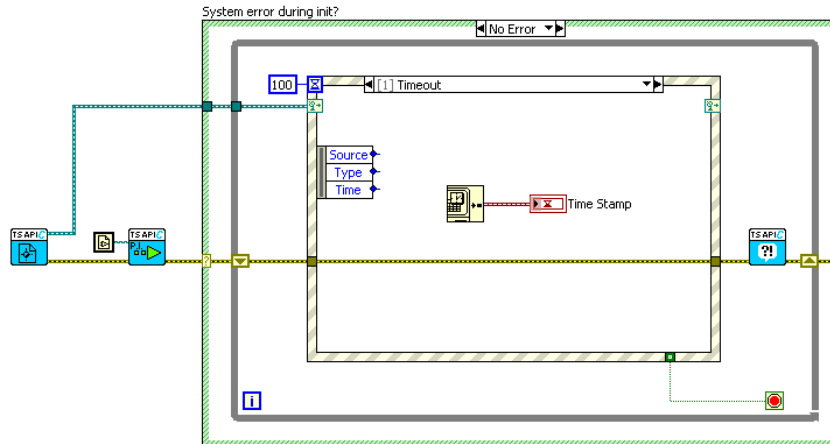 System error during init?
No Error
100
[1] Timeout
Source
Type
Time
Time Stamp
TS API C
TS API C
P.I.
TS API C
?!
?
i